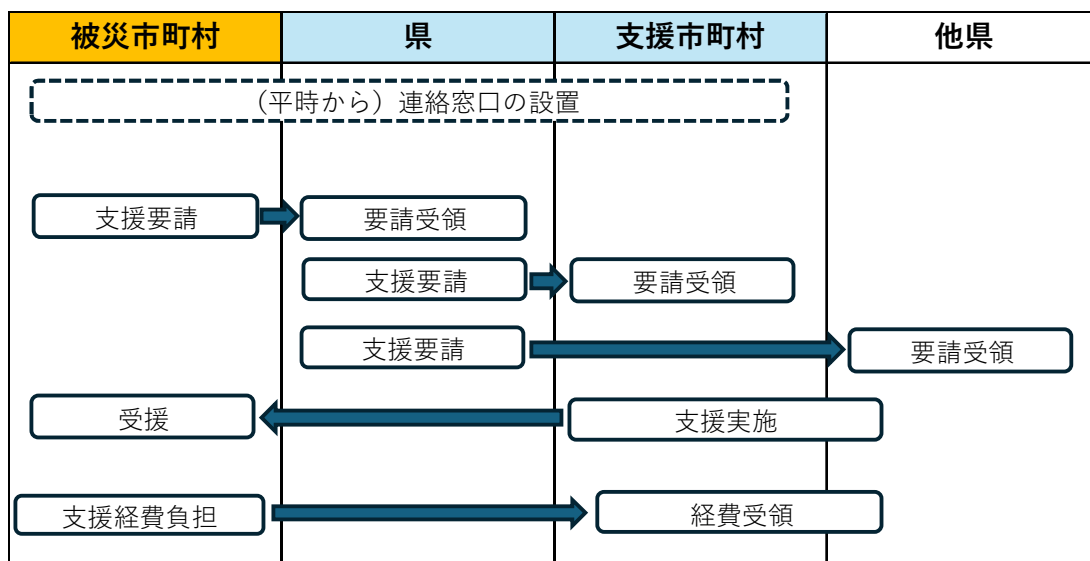 被災市町村
県
支援市町村
他県
（平時から）連絡窓口の設置
支援要請
要請受領
支援要請
要請受領
支援要請
要請受領
受援
支援実施
支援経費負担
経費受領